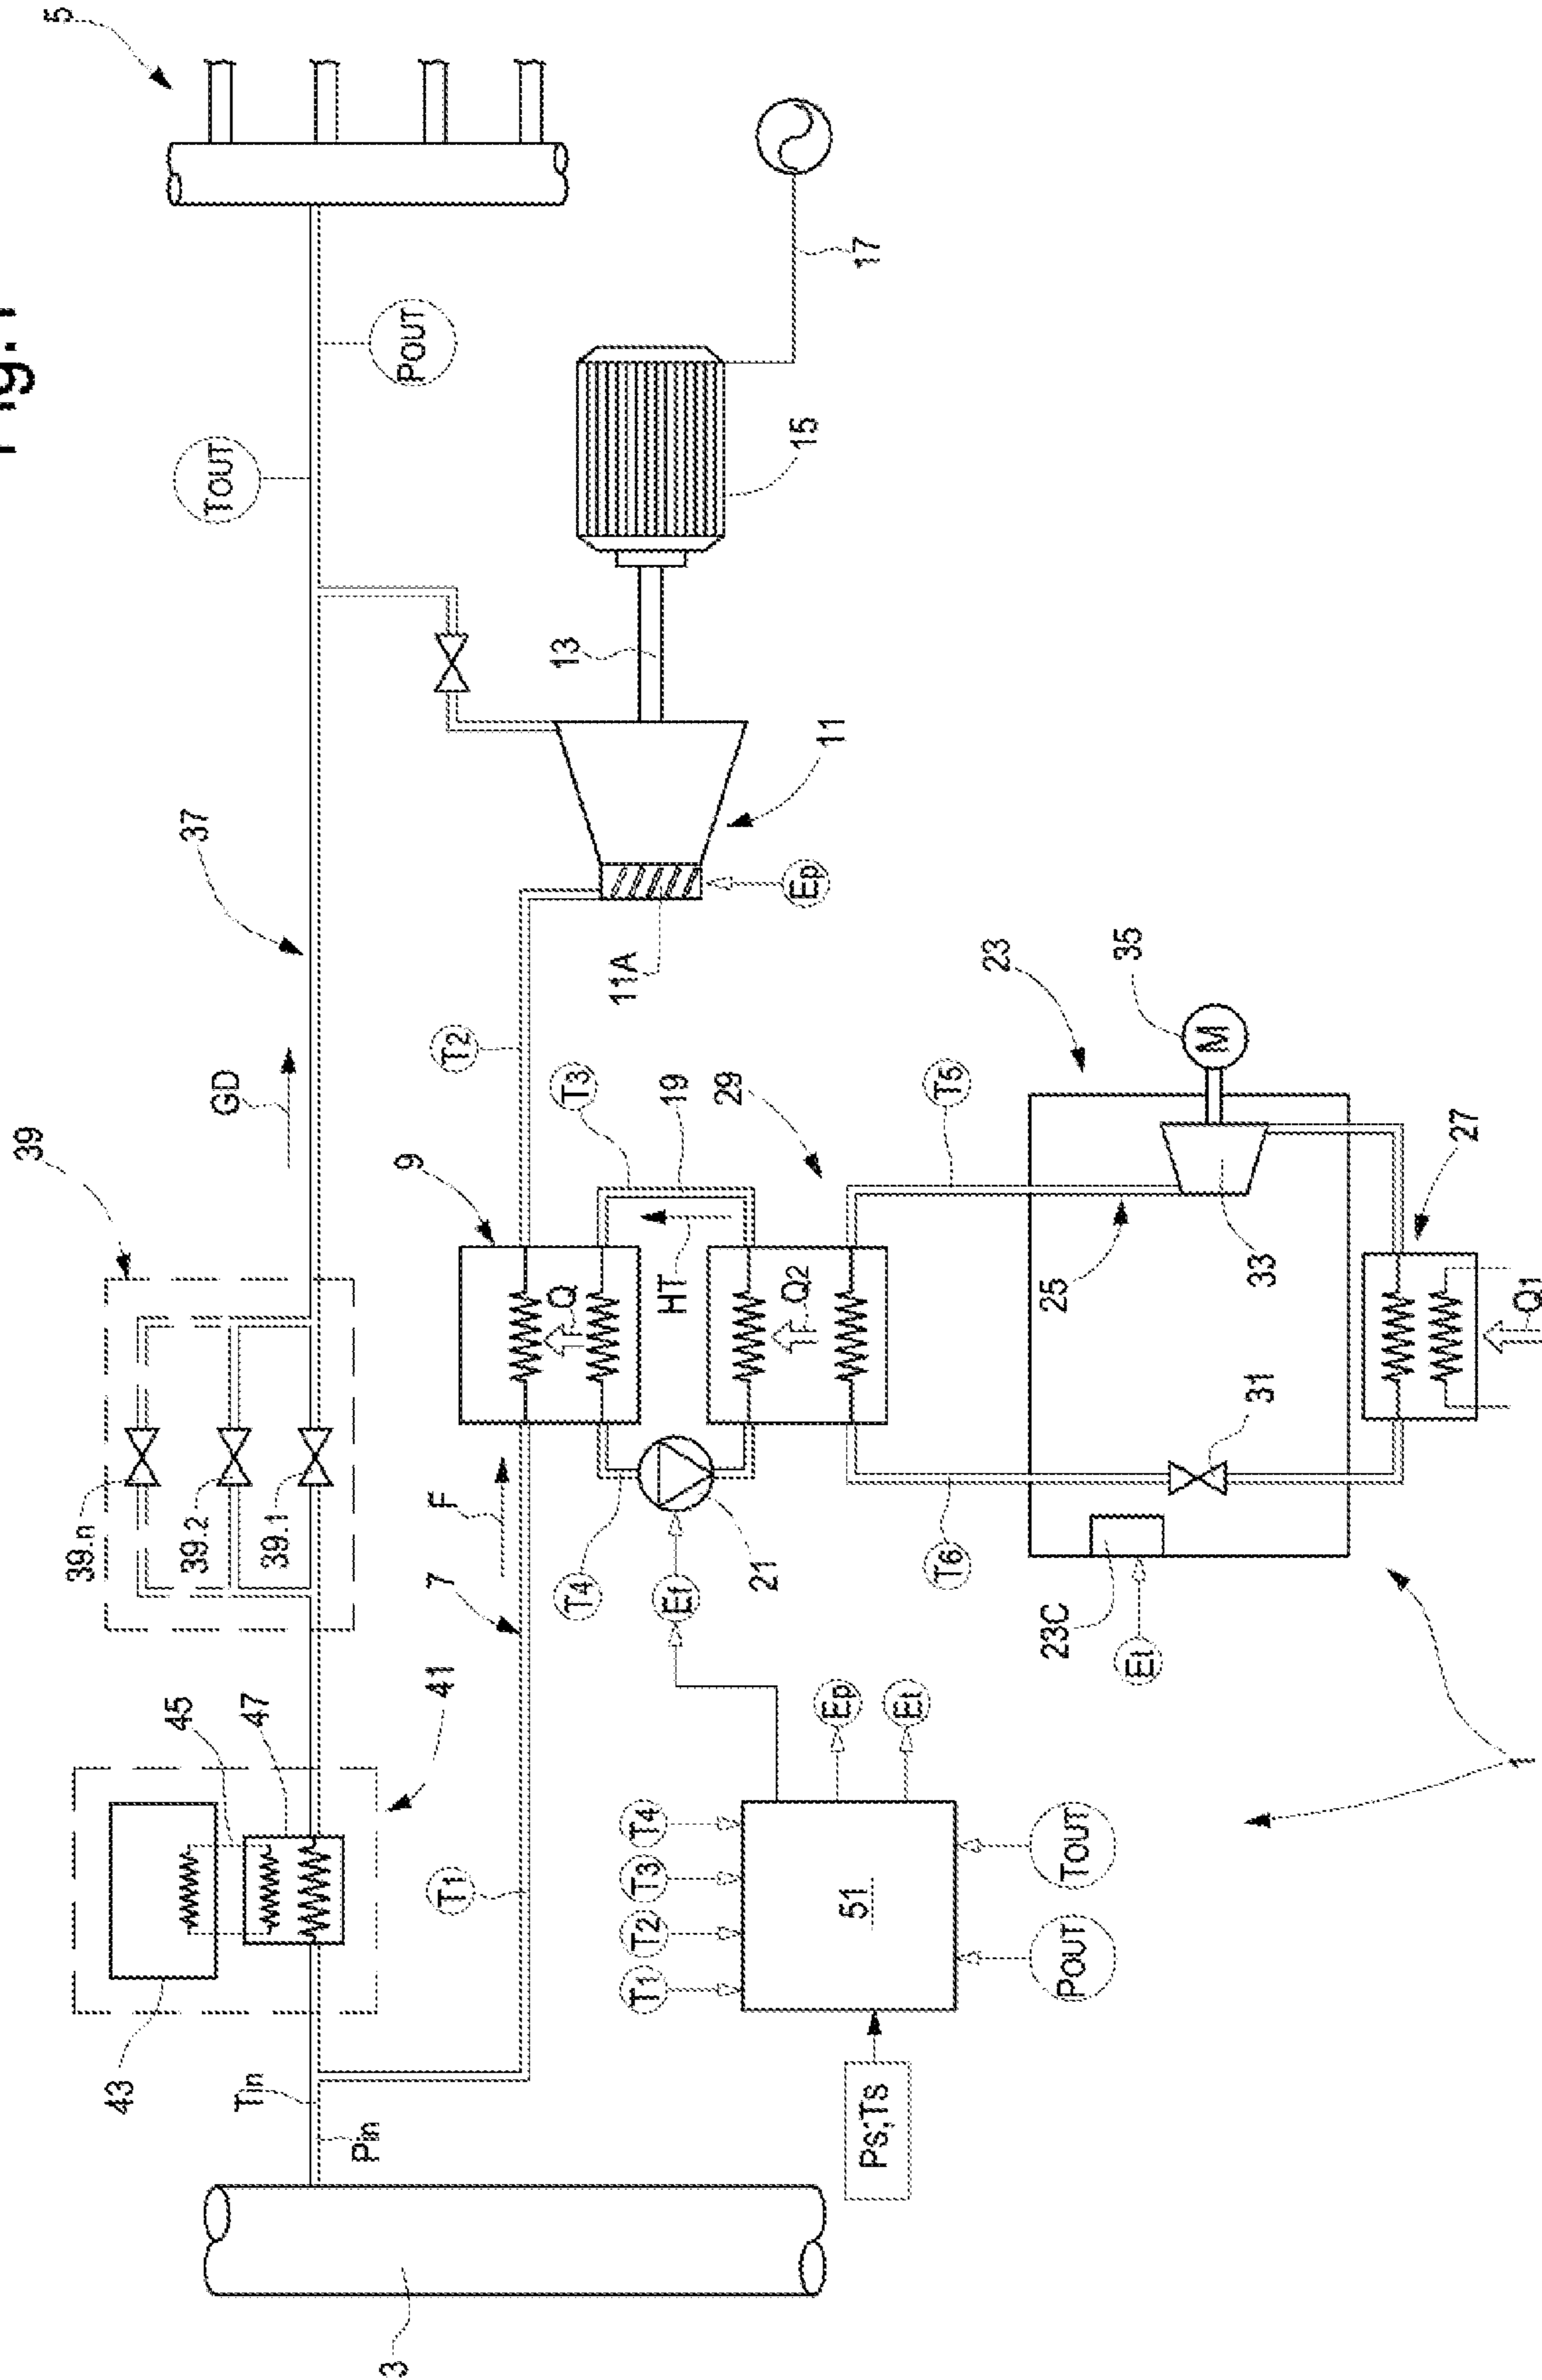 Fig.1
5
TOUT
POUT
17
15
13
37
11
11A
Ep
GD
39
39.n
39.2
39.1
T2
T3
19
9
Q
HT
29
Q2
T5
23
35
M
25
33
27
Q1
31
F
7
T4
Ef
21
T6
23C
Et
1
41
45
47
43
T1
Tin
Pin
3
T1
T2
T3
T4
51
Ep
Et
POUT
TOUT
Ps;Ts